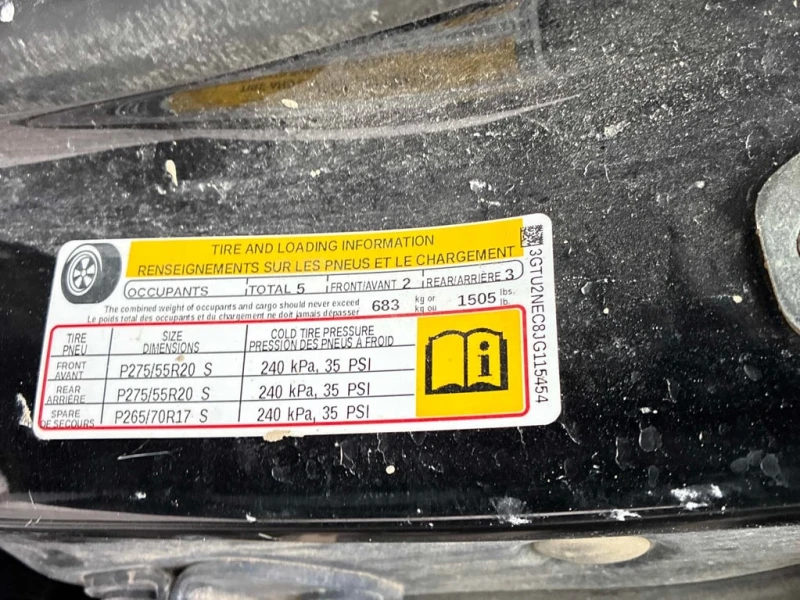 TIRE AND LOADING INFORMATION
RENSEIGNEMENTS SUR LES PNEUS ET LE CHARGEMENT
OCCUPANTS TOTAL 5 FRONT/AVANT 2 REAR/ARRIÈRE 3
The combined weight of occupants and cargo should never exceed 683 kg or 1505 lbs.
Le poids total des occupants et du chargement ne doit jamais dépasser kg ou lb.
TIRE SIZE COLD TIRE PRESSURE
PNEU DIMENSIONS PRESSION DES PNEUS À FROID
FRONT
AVANT P275/55R20 S 240 kPa, 35 PSI
REAR
ARRIÈRE P275/55R20 S 240 kPa, 35 PSI
SPARE
DE SECOURS P265/70R17 S 240 kPa, 35 PSI
3GTU2NEC8JG115454